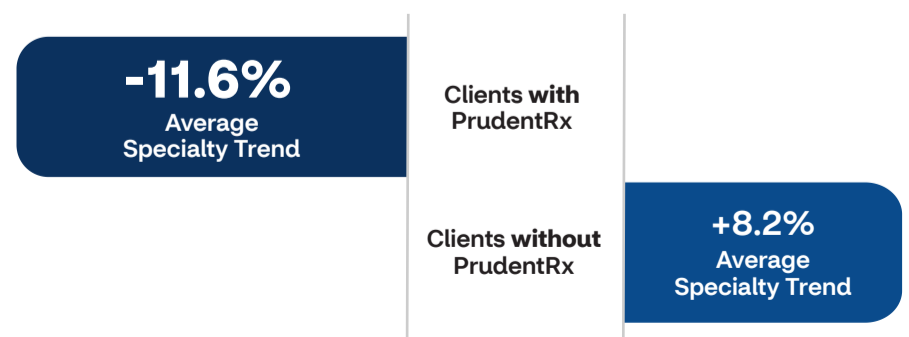 -11.6%
Average
Specialty Trend
Clients with
PrudentRx
Clients without
PrudentRx
+8.2%
Average
Specialty Trend